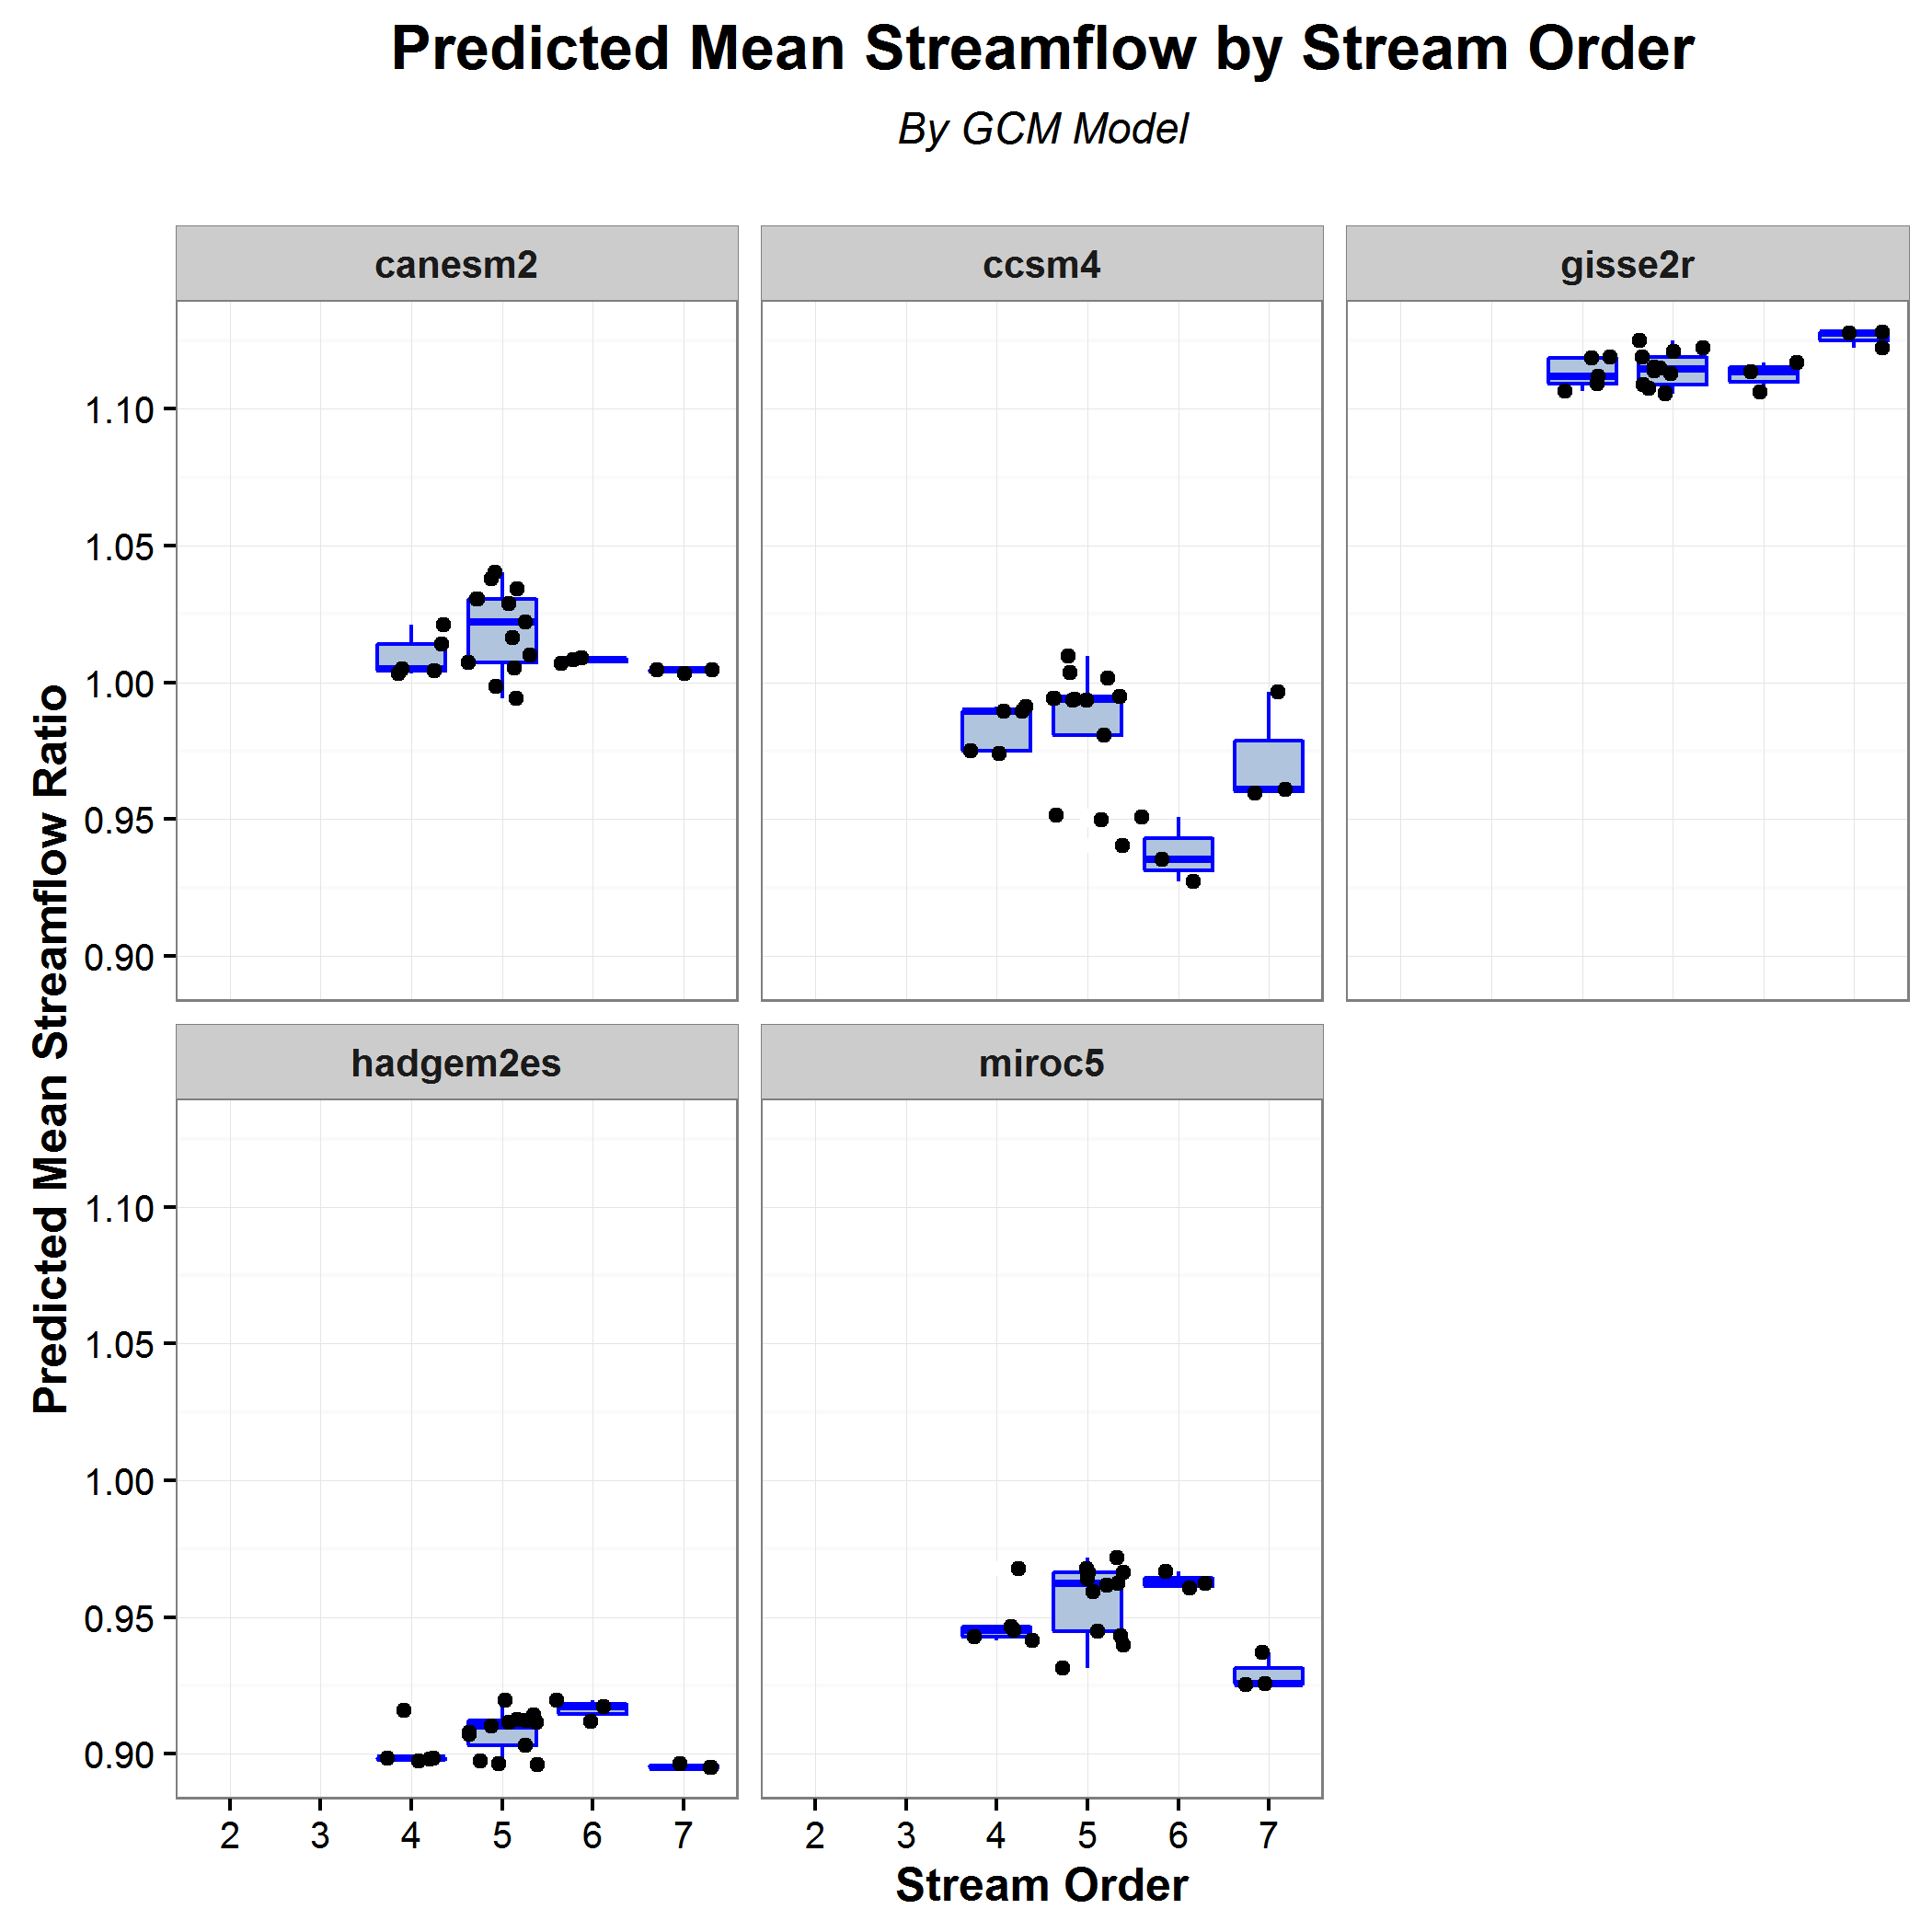 Predicted Mean Streamflow by Stream Order
By GCM Model
canesm2
ccsm4
gisse2r
1.10
1.05
1.00
0.95
0.90
Predicted Mean Streamflow Ratio
hadgem2es
miroc5
1.10
1.05
1.00
0.95
0.90
2 3 4 5 6 7
2 3 4 5 6 7
Stream Order